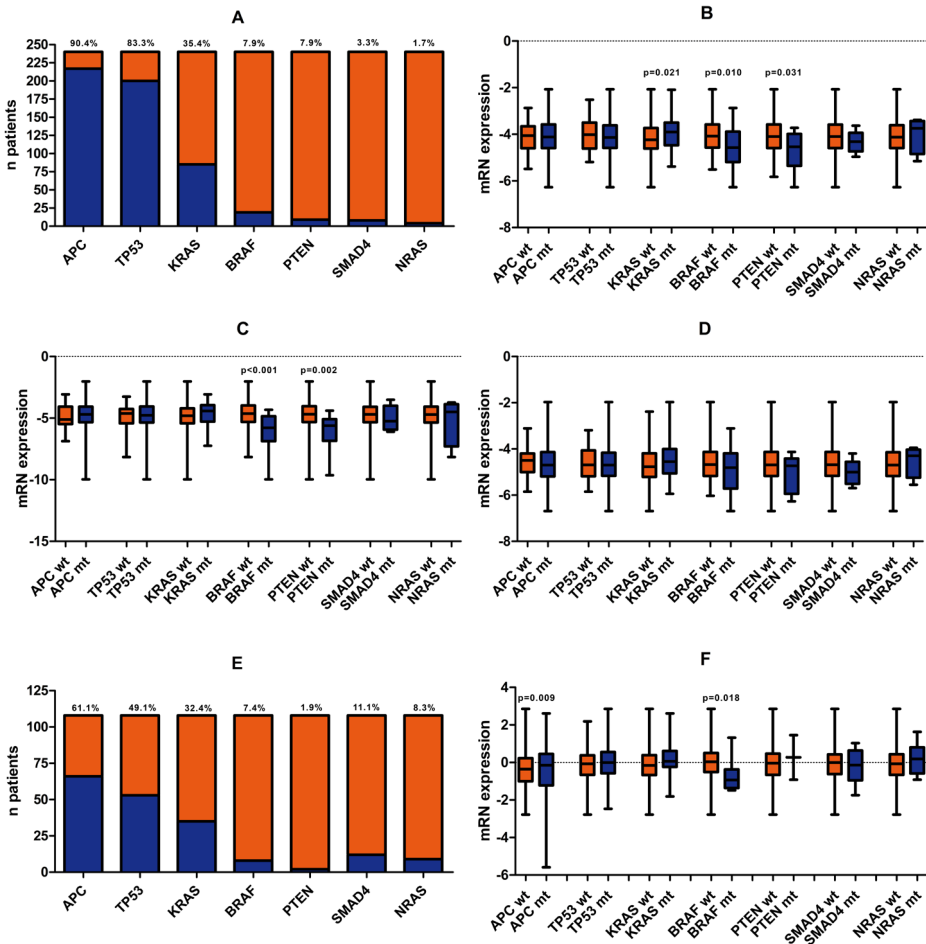 A
90.4% 83.3% 35.4% 7.9% 7.9% 3.3% 1.7%
n patients
250
225
200
175
150
125
100
75
50
25
0
APC TP53 KRAS BRAF PTEN SMAD4 NRAS
B
mRN expression
0
-2
-4
-6
-8
p=0.021 p=0.010 p=0.031
APC wt APC mt TP53 wt TP53 mt KRAS wt KRAS mt BRAF wt BRAF mt PTEN wt PTEN mt SMAD4 wt SMAD4 mt NRAS wt NRAS mt
C
mRN expression
0
-5
-10
-15
p<0.001 p=0.002
APC wt APC mt TP53 wt TP53 mt KRAS wt KRAS mt BRAF wt BRAF mt PTEN wt PTEN mt SMAD4 wt SMAD4 mt NRAS wt NRAS mt
D
mRN expression
0
-2
-4
-6
-8
APC wt APC mt TP53 wt TP53 mt KRAS wt KRAS mt BRAF wt BRAF mt PTEN wt PTEN mt SMAD4 wt SMAD4 mt NRAS wt NRAS mt
E
61.1% 49.1% 32.4% 7.4% 1.9% 11.1% 8.3%
n patients
125
100
75
50
25
0
APC TP53 KRAS BRAF PTEN SMAD4 NRAS
F
mRN expression
4
2
0
-2
-4
-6
p=0.009 p=0.018
APC wt APC mt TP53 wt TP53 mt KRAS wt KRAS mt BRAF wt BRAF mt PTEN wt PTEN mt SMAD4 wt SMAD4 mt NRAS wt NRAS mt